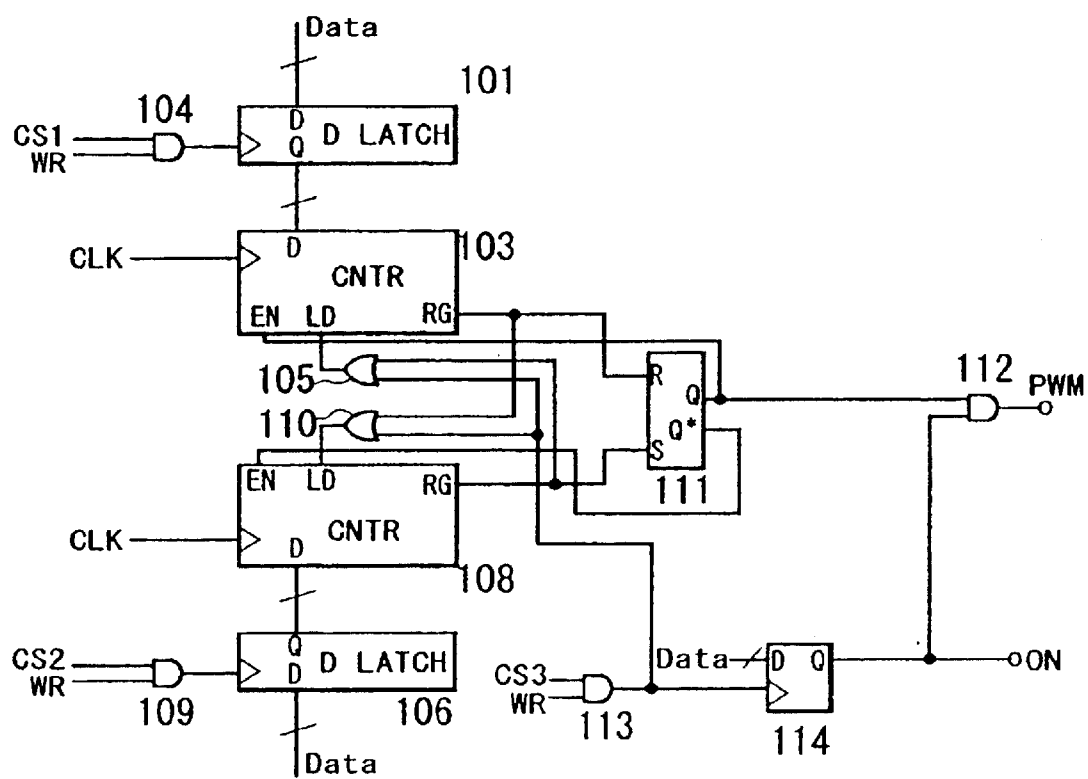 Data
101
104
D
D LATCH
Q
CS1
WR
D
103
CLK
CNTR
EN
LD
RG
105
R
Q
Q*
S
111
112
PWM
110
EN
LD
RG
CNTR
CLK
D
108
Q
D LATCH
D
CS2
WR
109
106
Data
Data
D
Q
ON
CS3
WR
113
114